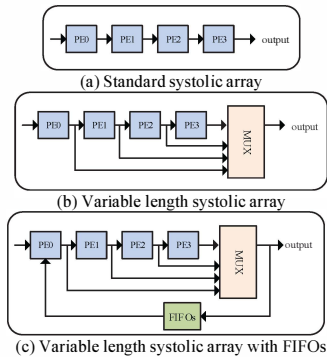 PE0 PE1 PE2 PE3 output
(a) Standard systolic array
PE0 PE1 PE2 PE3 MUX output
(b) Variable length systolic array
PE0 PE1 PE2 PE3 MUX output
FIFOs
(c) Variable length systolic array with FIFOs